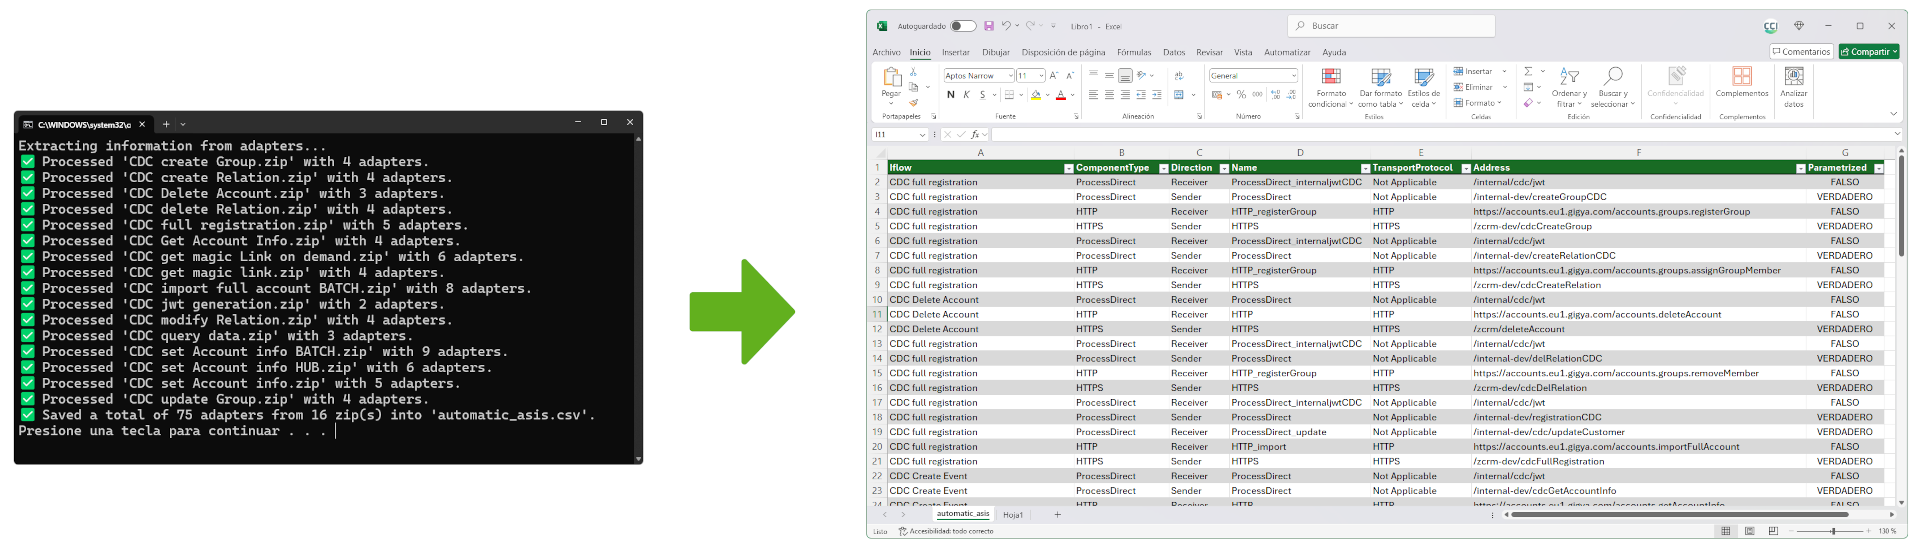 C:\WINDOWS\system32\c
Extracting information from adapters...
Processed 'CDC create Group.zip' with 4 adapters.
Processed 'CDC create Relation.zip' with 4 adapters.
Processed 'CDC Delete Account.zip' with 3 adapters.
Processed 'CDC delete Relation.zip' with 4 adapters.
Processed 'CDC full registration.zip' with 5 adapters.
Processed 'CDC Get Account Info.zip' with 4 adapters.
Processed 'CDC get magic Link on demand.zip' with 6 adapters.
Processed 'CDC get magic link.zip' with 4 adapters.
Processed 'CDC import full account BATCH.zip' with 8 adapters.
Processed 'CDC jwt generation.zip' with 2 adapters.
Processed 'CDC modify Relation.zip' with 4 adapters.
Processed 'CDC query data.zip' with 3 adapters.
Processed 'CDC set Account info BATCH.zip' with 9 adapters.
Processed 'CDC set Account info HUB.zip' with 6 adapters.
Processed 'CDC set Account info.zip' with 5 adapters.
Processed 'CDC update Group.zip' with 4 adapters.
Saved a total of 75 adapters from 16 zip(s) into 'automatic_asis.csv'.
Presione una tecla para continuar . . .
Autoguardado Libro1 - Excel Buscar CCI
Archivo Inicio Insertar Dibujar Disposición de página Fórmulas Datos Revisar Vista Automatizar Ayuda Comentarios Compartir
Aptos Narrow 11 General Insertar
Pegar N K S Formato condicional Dar formato como tabla Estilos de celda Eliminar Formato Ordenar y filtrar Buscar y seleccionar Confidencialidad Complementos Analizar datos
Portapapeles Fuente Alineación Número Estilos Celdas Edición Confidencialidad Complementos
I11 fx
A B C D E F G
1 Iflow ComponentType Direction Name TransportProtocol Address Parametrized
2 CDC full registration ProcessDirect Receiver ProcessDirect_internaljwtCDC Not Applicable /internal/cdc/jwt FALSO
3 CDC full registration ProcessDirect Sender ProcessDirect Not Applicable /internal-dev/createGroupCDC VERDADERO
4 CDC full registration HTTP Receiver HTTP_registerGroup HTTP https://accounts.eu1.gigya.com/accounts.groups.registerGroup FALSO
5 CDC full registration HTTPS Sender HTTPS HTTPS /zcrm-dev/cdcCreateGroup VERDADERO
6 CDC full registration ProcessDirect Receiver ProcessDirect_internaljwtCDC Not Applicable /internal/cdc/jwt FALSO
7 CDC full registration ProcessDirect Sender ProcessDirect Not Applicable /internal-dev/createRelationCDC VERDADERO
8 CDC full registration HTTP Receiver HTTP_registerGroup HTTP https://accounts.eu1.gigya.com/accounts.groups.assignGroupMember FALSO
9 CDC full registration HTTPS Sender HTTPS HTTPS /zcrm-dev/cdcCreateRelation VERDADERO
10 CDC Delete Account ProcessDirect Receiver ProcessDirect Not Applicable /internal/cdc/jwt FALSO
11 CDC Delete Account HTTP Receiver HTTP HTTP https://accounts.eu1.gigya.com/accounts.deleteAccount FALSO
12 CDC Delete Account HTTPS Sender HTTPS HTTPS /zcrm/deleteAccount VERDADERO
13 CDC full registration ProcessDirect Receiver ProcessDirect_internaljwtCDC Not Applicable /internal/cdc/jwt FALSO
14 CDC full registration ProcessDirect Sender ProcessDirect Not Applicable /internal-dev/delRelationCDC VERDADERO
15 CDC full registration HTTP Receiver HTTP_registerGroup HTTP https://accounts.eu1.gigya.com/accounts.groups.removeMember FALSO
16 CDC full registration HTTPS Sender HTTPS HTTPS /zcrm-dev/cdcDelRelation VERDADERO
17 CDC full registration ProcessDirect Receiver ProcessDirect_internaljwtCDC Not Applicable /internal/cdc/jwt FALSO
18 CDC full registration ProcessDirect Sender ProcessDirect Not Applicable /internal-dev/registrationCDC VERDADERO
19 CDC full registration ProcessDirect Receiver ProcessDirect_update Not Applicable /internal-dev/cdc/updateCustomer VERDADERO
20 CDC full registration HTTP Receiver HTTP_import HTTP https://accounts.eu1.gigya.com/accounts.importFullAccount FALSO
21 CDC full registration HTTPS Sender HTTPS HTTPS /zcrm-dev/cdcFullRegistration VERDADERO
22 CDC Create Event ProcessDirect Receiver ProcessDirect Not Applicable /internal/cdc/jwt FALSO
23 CDC Create Event ProcessDirect Sender ProcessDirect Not Applicable /internal-dev/cdcGetAccountInfo VERDADERO
24 CDC Create Event HTTP Receiver HTTP HTTP https://accounts.eu1.gigya.com/accounts.getAccountInfo FALSO
automatic_asis Hoja1
Listo Accesibilidad: todo correcto 130 %